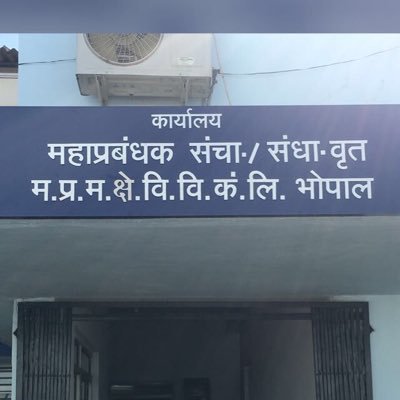 कार्यालय
महाप्रबंधक संचा./ संधा.वृत
म.प्र.म.क्षे.वि.वि.कं.लि. भोपाल